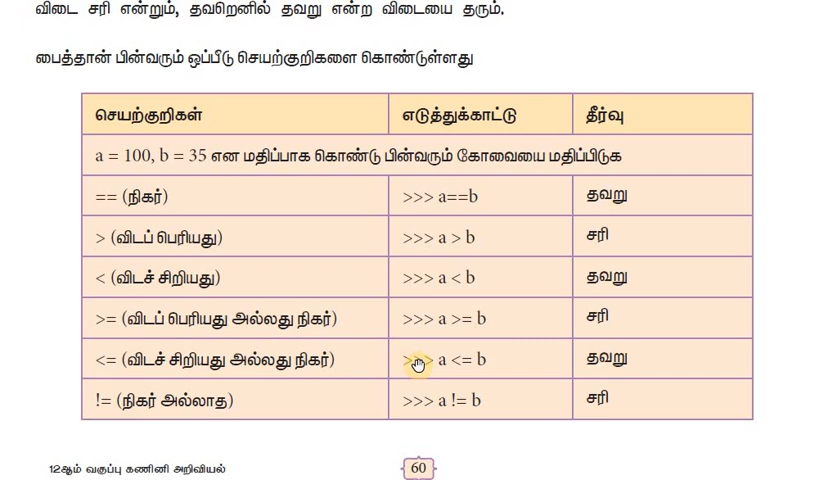 விடை சரி என்றும், தவறெனில் தவறு என்ற விடையை தரும்.
பைத்தான் பின்வரும் ஒப்பீடு செயற்குறிகளை கொண்டுள்ளது
செயற்குறிகள் எடுத்துக்காட்டு தீர்வு
a = 100, b = 35 என மதிப்பாக கொண்டு பின்வரும் கோவையை மதிப்பிடுக
== (நிகர்) >>> a==b தவறு
> (விடப் பெரியது) >>> a > b சரி
< (விடச் சிறியது) >>> a < b தவறு
>= (விடப் பெரியது அல்லது நிகர்) >>> a >= b சரி
<= (விடச் சிறியது அல்லது நிகர்) >>> a <= b தவறு
!= (நிகர் அல்லாத) >>> a != b சரி
12ஆம் வகுப்பு கணினி அறிவியல் 60